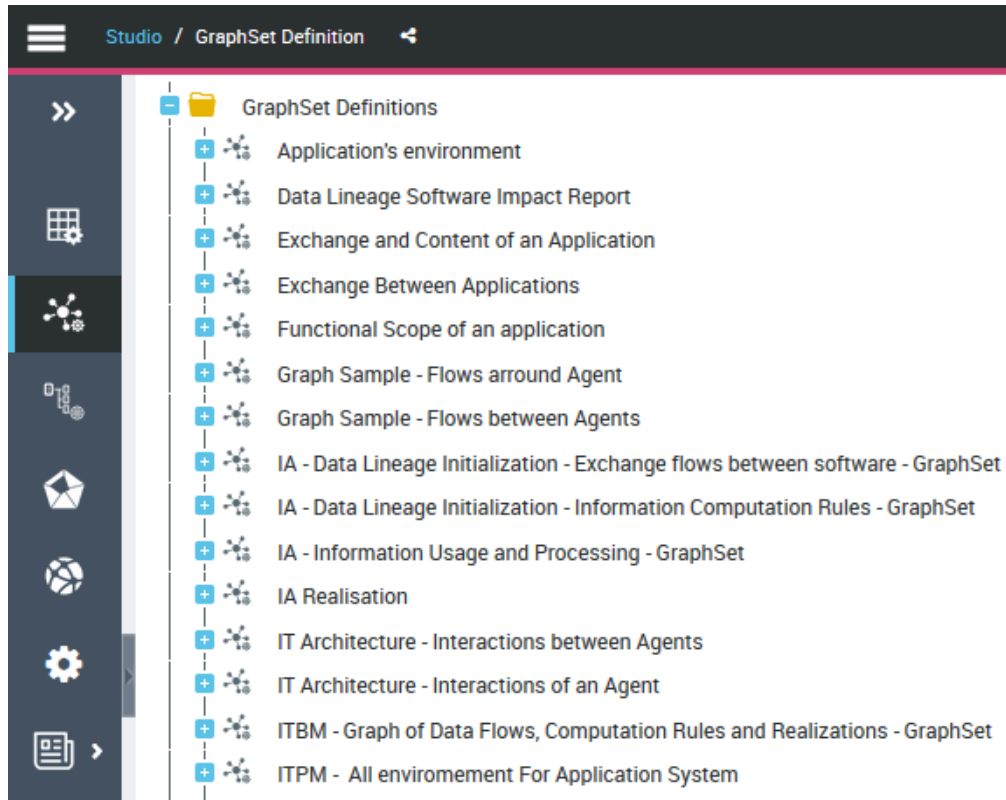 Studio / GraphSet Definition
GraphSet Definitions
Application's environment
Data Lineage Software Impact Report
Exchange and Content of an Application
Exchange Between Applications
Functional Scope of an application
Graph Sample - Flows arround Agent
Graph Sample - Flows between Agents
IA - Data Lineage Initialization - Exchange flows between software - GraphSet
IA - Data Lineage Initialization - Information Computation Rules - GraphSet
IA - Information Usage and Processing - GraphSet
IA Realisation
IT Architecture - Interactions between Agents
IT Architecture - Interactions of an Agent
ITBM - Graph of Data Flows, Computation Rules and Realizations - GraphSet
ITPM - All enviromement For Application System